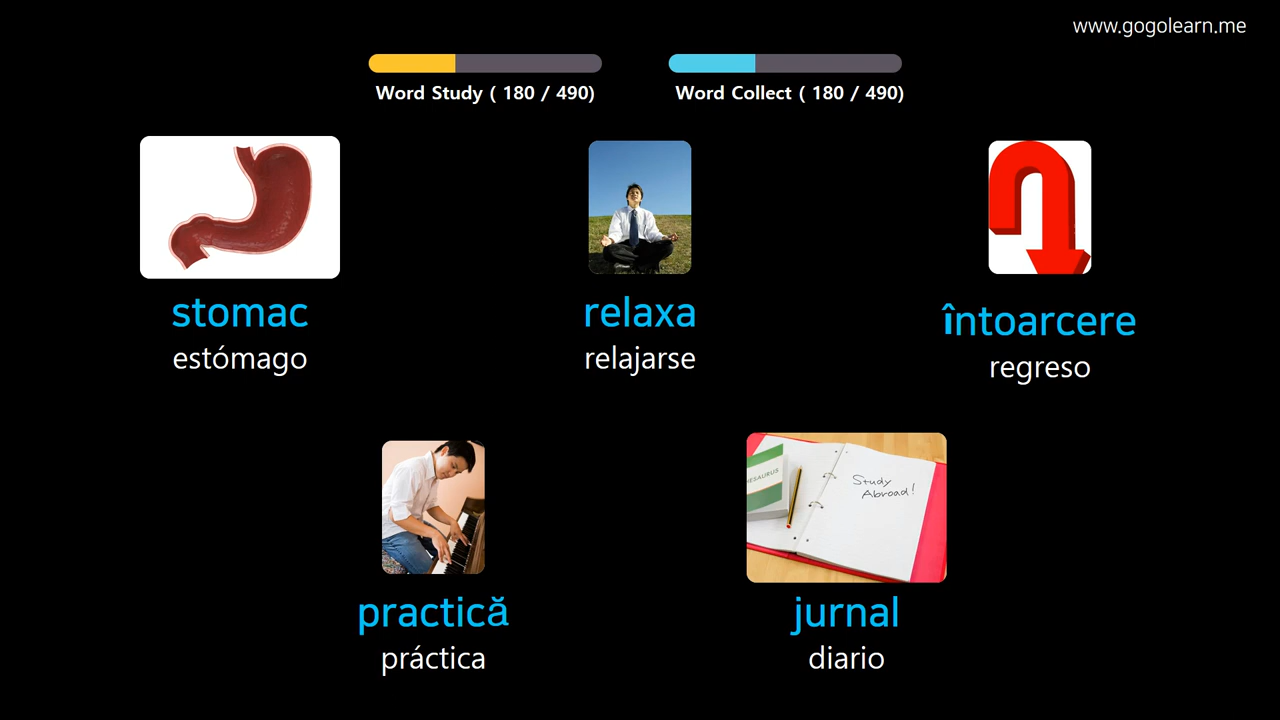 www.gogolearn.me
Word Study ( 180 / 490)
Word Collect ( 180 / 490)
stomac
estómago
relaxa
relajarse
întoarcere
regreso
ESAURUS
Study
Abroad!
practică
práctica
jurnal
diario